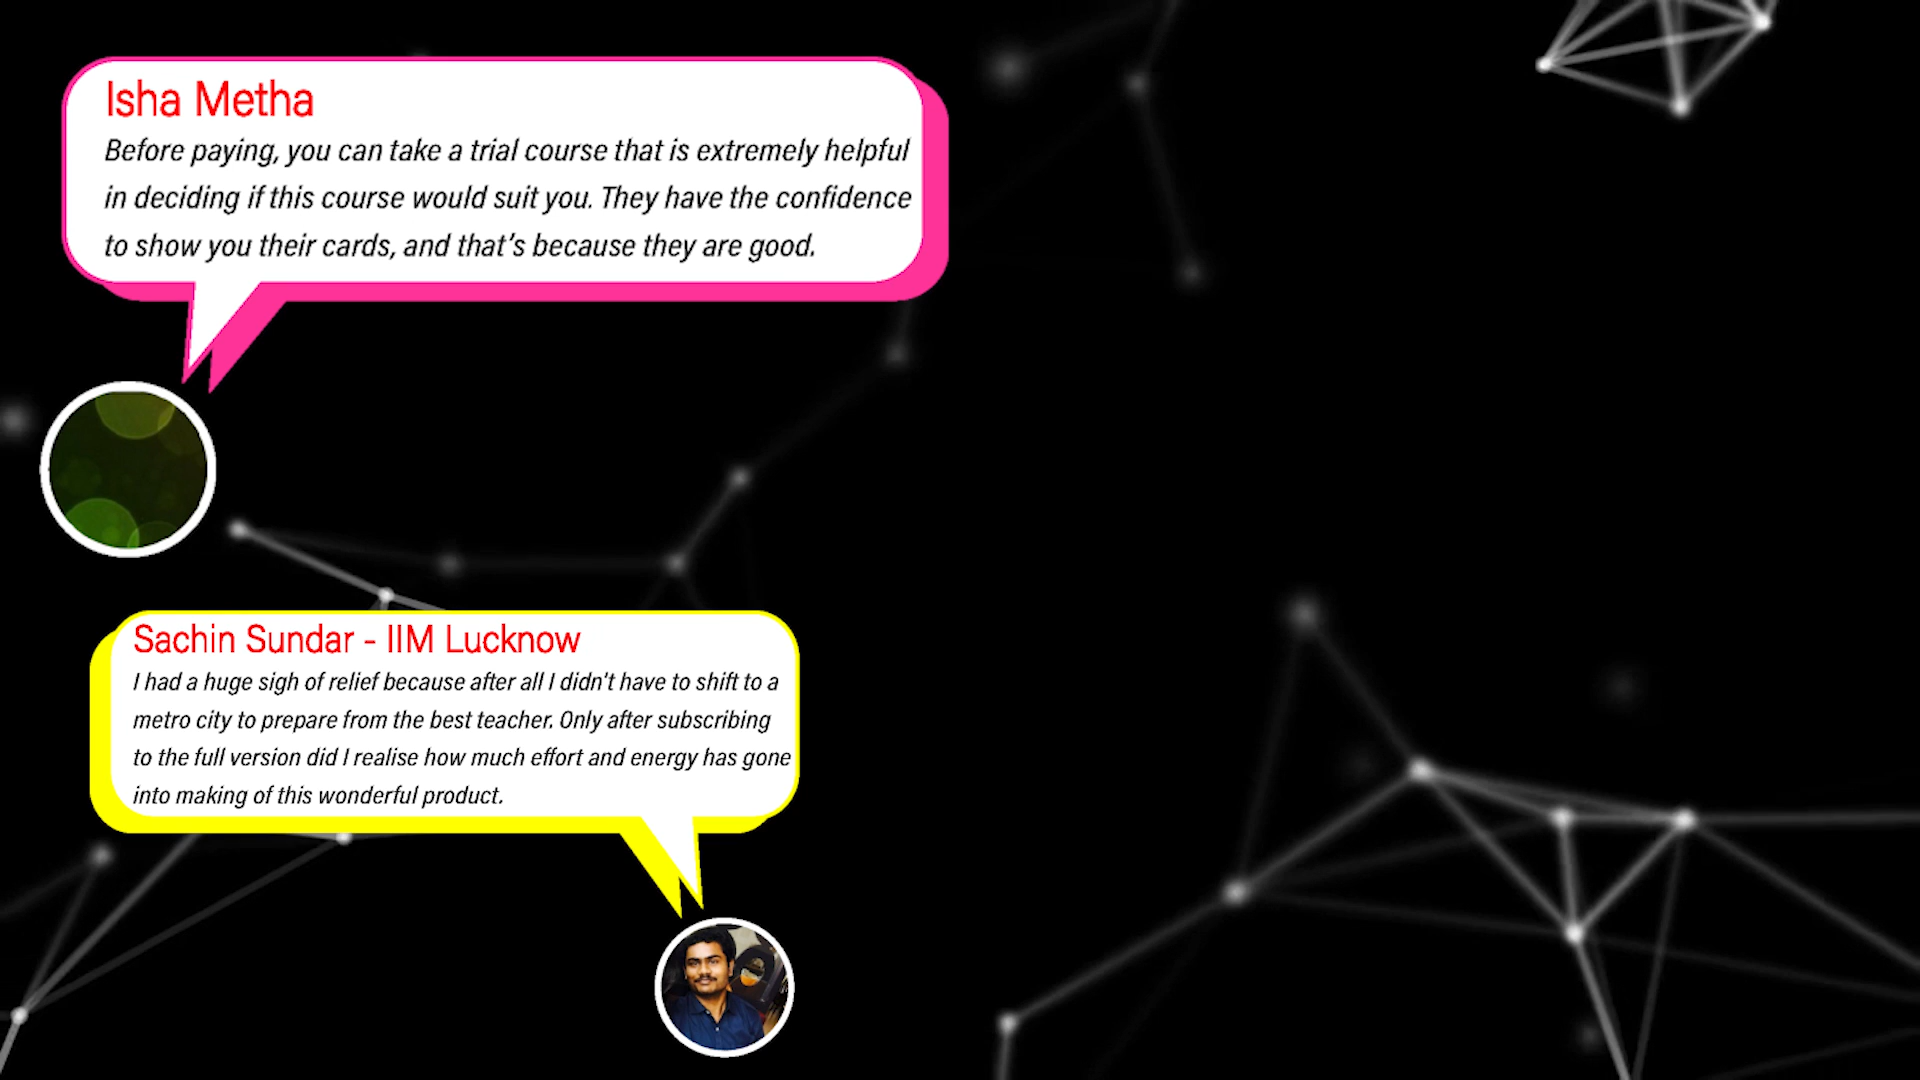 Isha Metha
Before paying, you can take a trial course that is extremely helpful
in deciding if this course would suit you. They have the confidence
to show you their cards, and that's because they are good.
Sachin Sundar - IIM Lucknow
I had a huge sigh of relief because after all I didn't have to shift to a
metro city to prepare from the best teacher. Only after subscribing
to the full version did I realise how much effort and energy has gone
into making of this wonderful product.